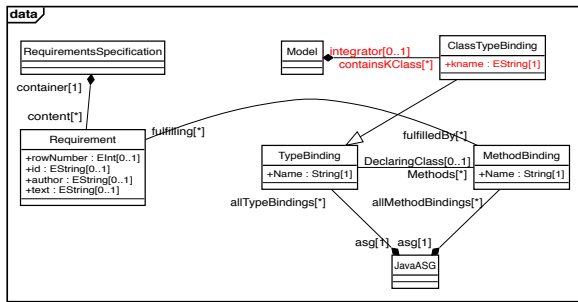 data
RequirementsSpecification
Model
integrator[0..1]
containsKClass[*]
ClassTypeBinding
+kname : EString[1]
container[1]
content[*]
Requirement
+rowNumber : EInt[0..1]
+id : EString[0..1]
+author : EString[0..1]
+text : EString[0..1]
fulfilling[*]
fulfilledBy[*]
TypeBinding
+Name : String[1]
DeclaringClass[0..1]
Methods[*]
MethodBinding
+Name : String[1]
allTypeBindings[*]
allMethodBindings[*]
asg[1]
asg[1]
JavaASG